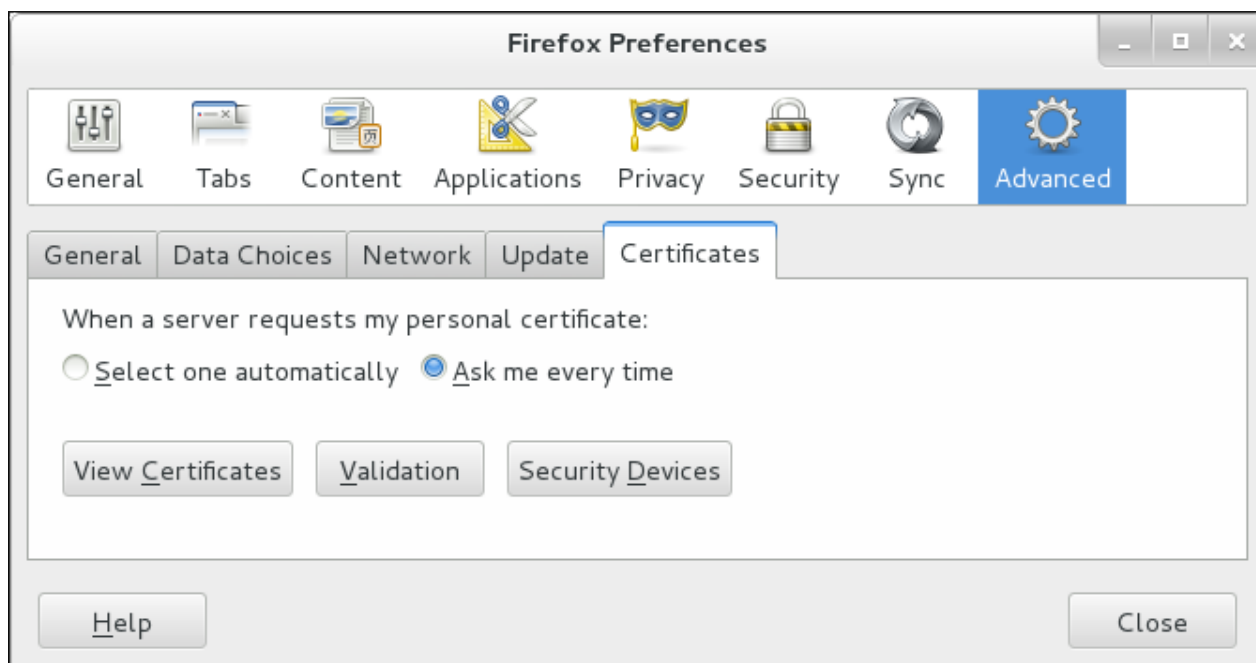 Firefox Preferences
General Tabs Content Applications Privacy Security Sync Advanced
General Data Choices Network Update Certificates
When a server requests my personal certificate:
Select one automatically Ask me every time
View Certificates Validation Security Devices
Help Close